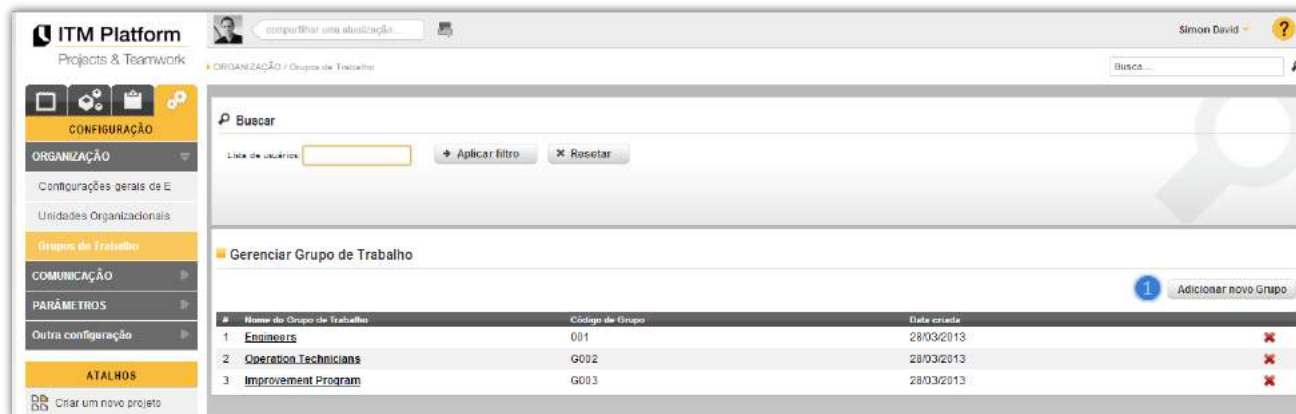 ITM Platform
Projects & Teamwork
compartilhar uma atualização...
Simon David
?
ORGANIZAÇÃO / Grupos de Trabalho
Busca...
CONFIGURAÇÃO
ORGANIZAÇÃO
Configurações gerais de E
Unidades Organizacionais
Grupos de Trabalho
COMUNICAÇÃO
PARÂMETROS
Outra configuração
ATALHOS
Criar um novo projeto
Buscar
Lista de usuários
Aplicar filtro
Resetar
Gerenciar Grupo de Trabalho
1 Adicionar novo Grupo
# Nome do Grupo de Trabalho Código de Grupo Data criada
1 Engineers 001 28/03/2013
2 Operation Technicians G002 28/03/2013
3 Improvement Program G003 28/03/2013